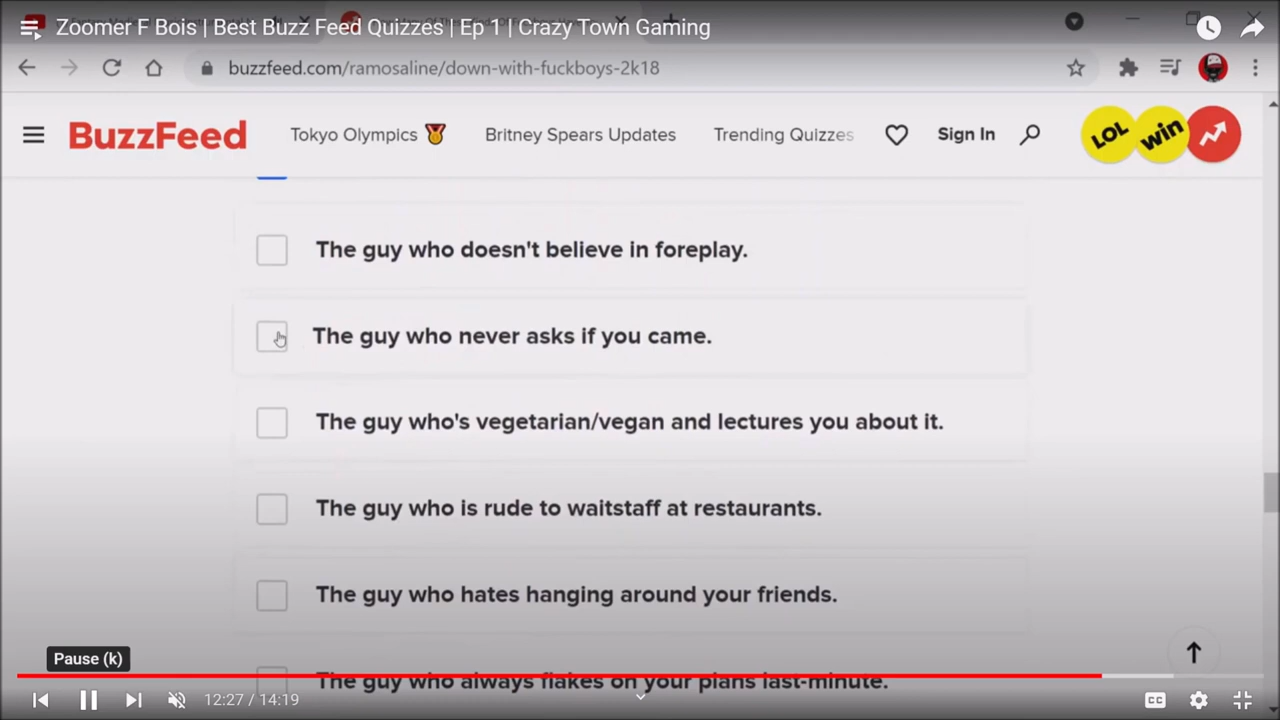 Zoomer F Bois | Best Buzz Feed Quizzes | Ep 1 | Crazy Town Gaming
buzzfeed.com/ramosaline/down-with-fuckboys-2k18
BuzzFeed
Tokyo Olympics
Britney Spears Updates
Trending Quizzes
Sign In
LOL
win
The guy who doesn't believe in foreplay.
The guy who never asks if you came.
The guy who's vegetarian/vegan and lectures you about it.
The guy who is rude to waitstaff at restaurants.
The guy who hates hanging around your friends.
Pause (k)
The guy who always flakes on your plans last-minute.
12:27 / 14:19
CC